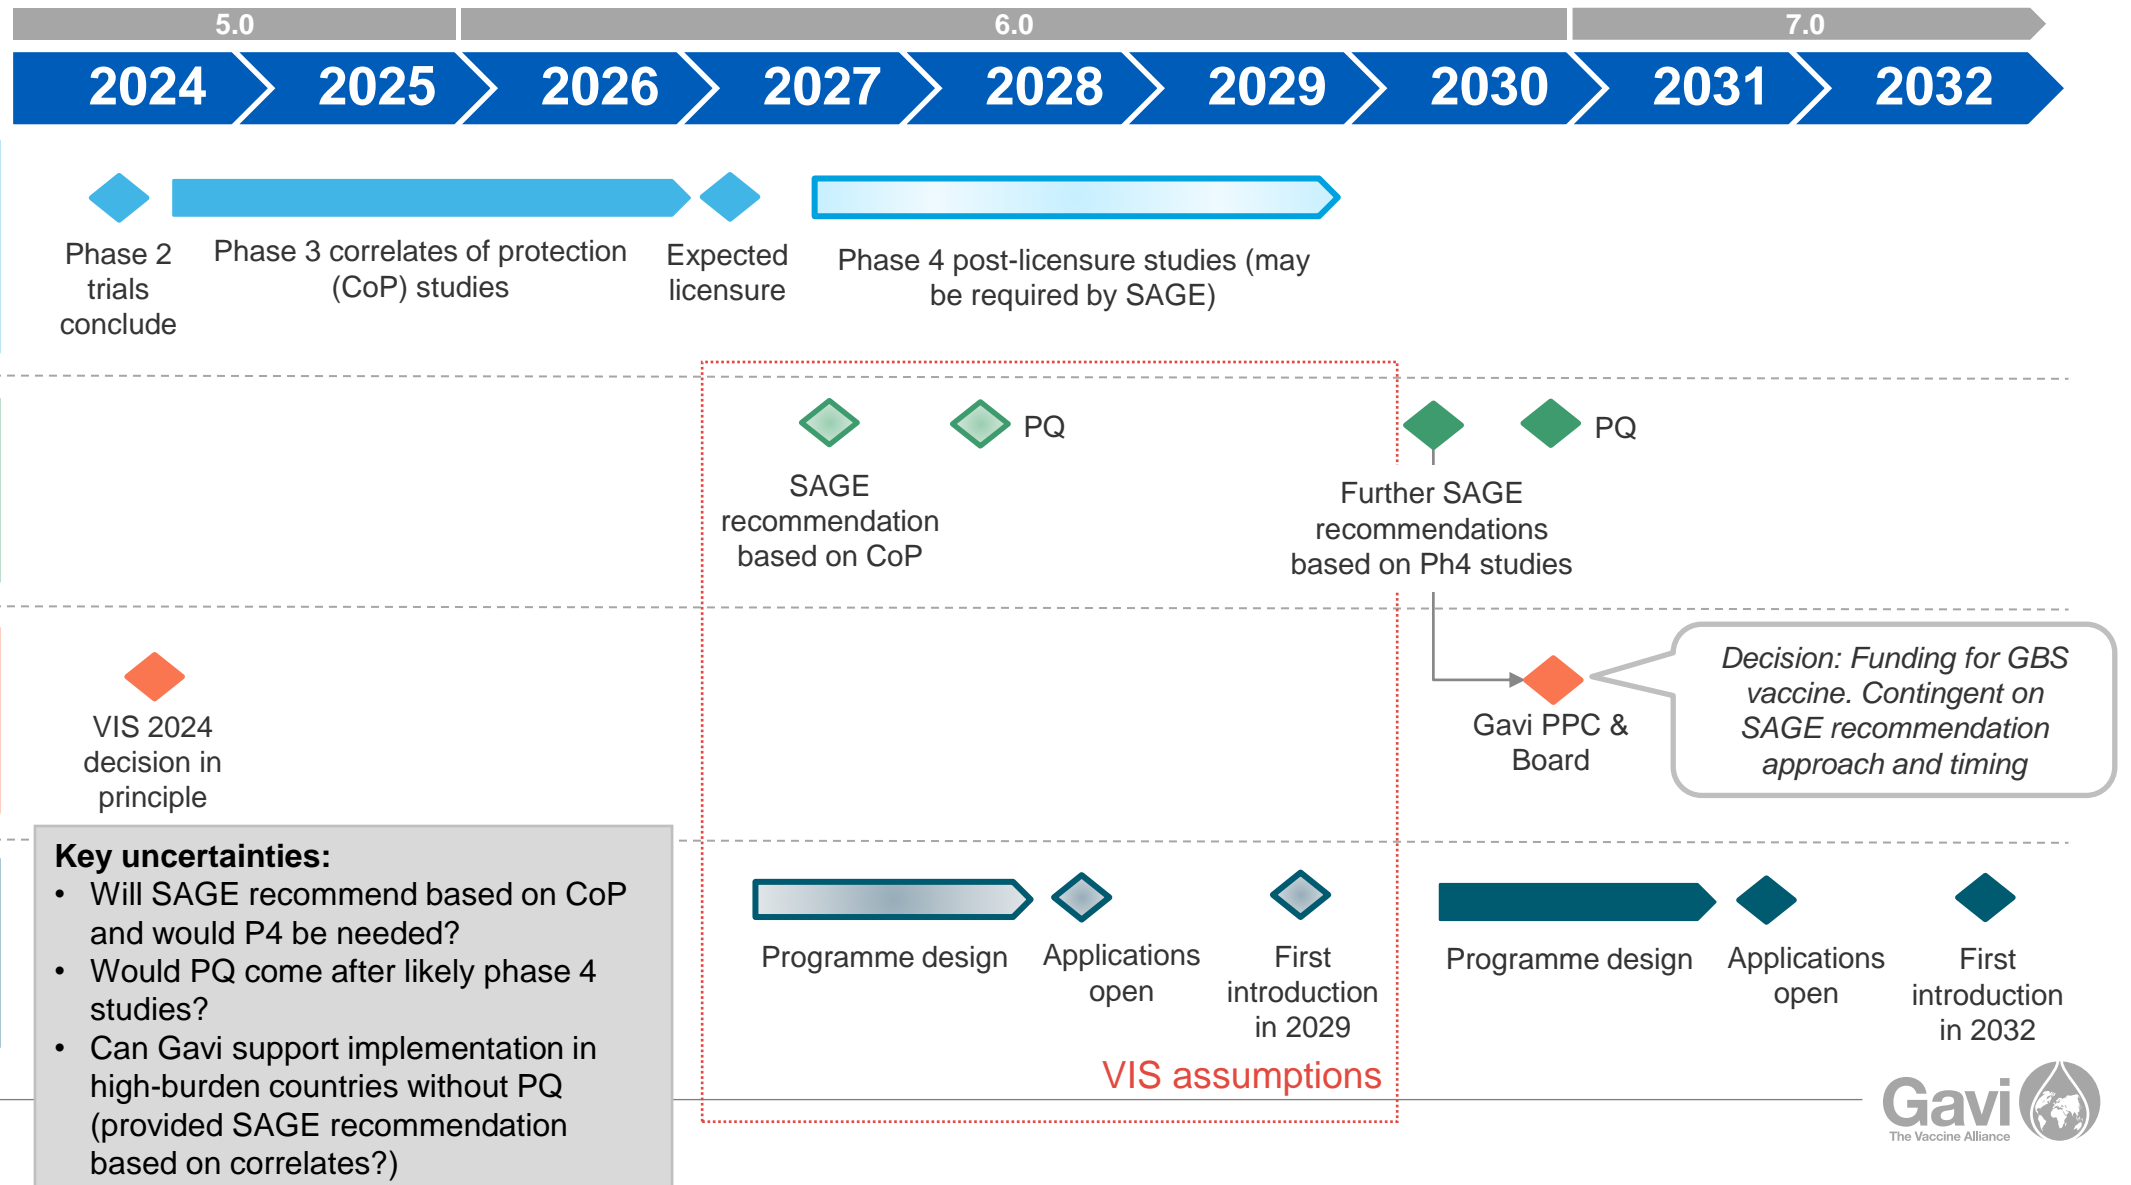 5.0
6.0
7.0
2024
2025
2026
2027
2028
2029
2030
2031
2032
Phase 2
trials
conclude
Phase 3 correlates of protection
(CoP) studies
Expected
licensure
Phase 4 post-licensure studies (may
be required by SAGE)
SAGE
recommendation
based on CoP
PQ
Further SAGE
recommendations
based on Ph4 studies
PQ
VIS 2024
decision in
principle
Gavi PPC &
Board
Decision: Funding for GBS
vaccine. Contingent on
SAGE recommendation
approach and timing
Key uncertainties:
• Will SAGE recommend based on CoP
and would P4 be needed?
• Would PQ come after likely phase 4
studies?
• Can Gavi support implementation in
high-burden countries without PQ
(provided SAGE recommendation
based on correlates?)
Programme design
Applications
open
First
introduction
in 2029
VIS assumptions
Programme design
Applications
open
First
introduction
in 2032
Gavi
The Vaccine Alliance